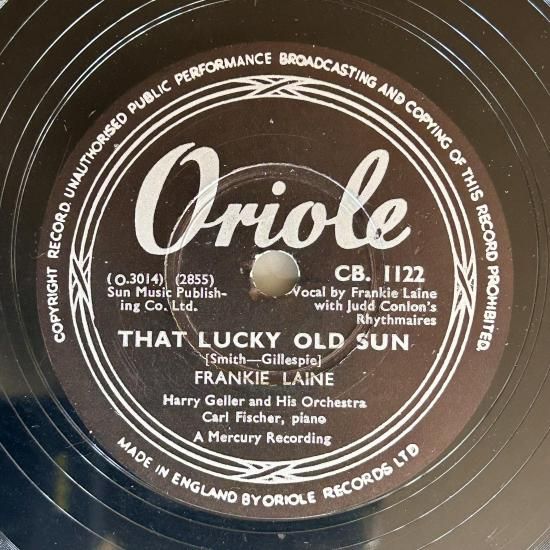 COPYRIGHT RECORD. UNAUTHORISED PUBLIC PERFORMANCE BROADCASTING AND COPYING OF THIS RECORD PROHIBITED.
Oriole
(O.3014) (2855)
Sun Music Publish-
ing Co. Ltd.
CB. 1122
Vocal by Frankie Laine
with Judd Conlon's
Rhythmaires
THAT LUCKY OLD SUN
[Smith—Gillespie]
FRANKIE LAINE
Harry Geller and His Orchestra
Carl Fischer, piano
A Mercury Recording
MADE IN ENGLAND BY ORIOLE RECORDS LTD